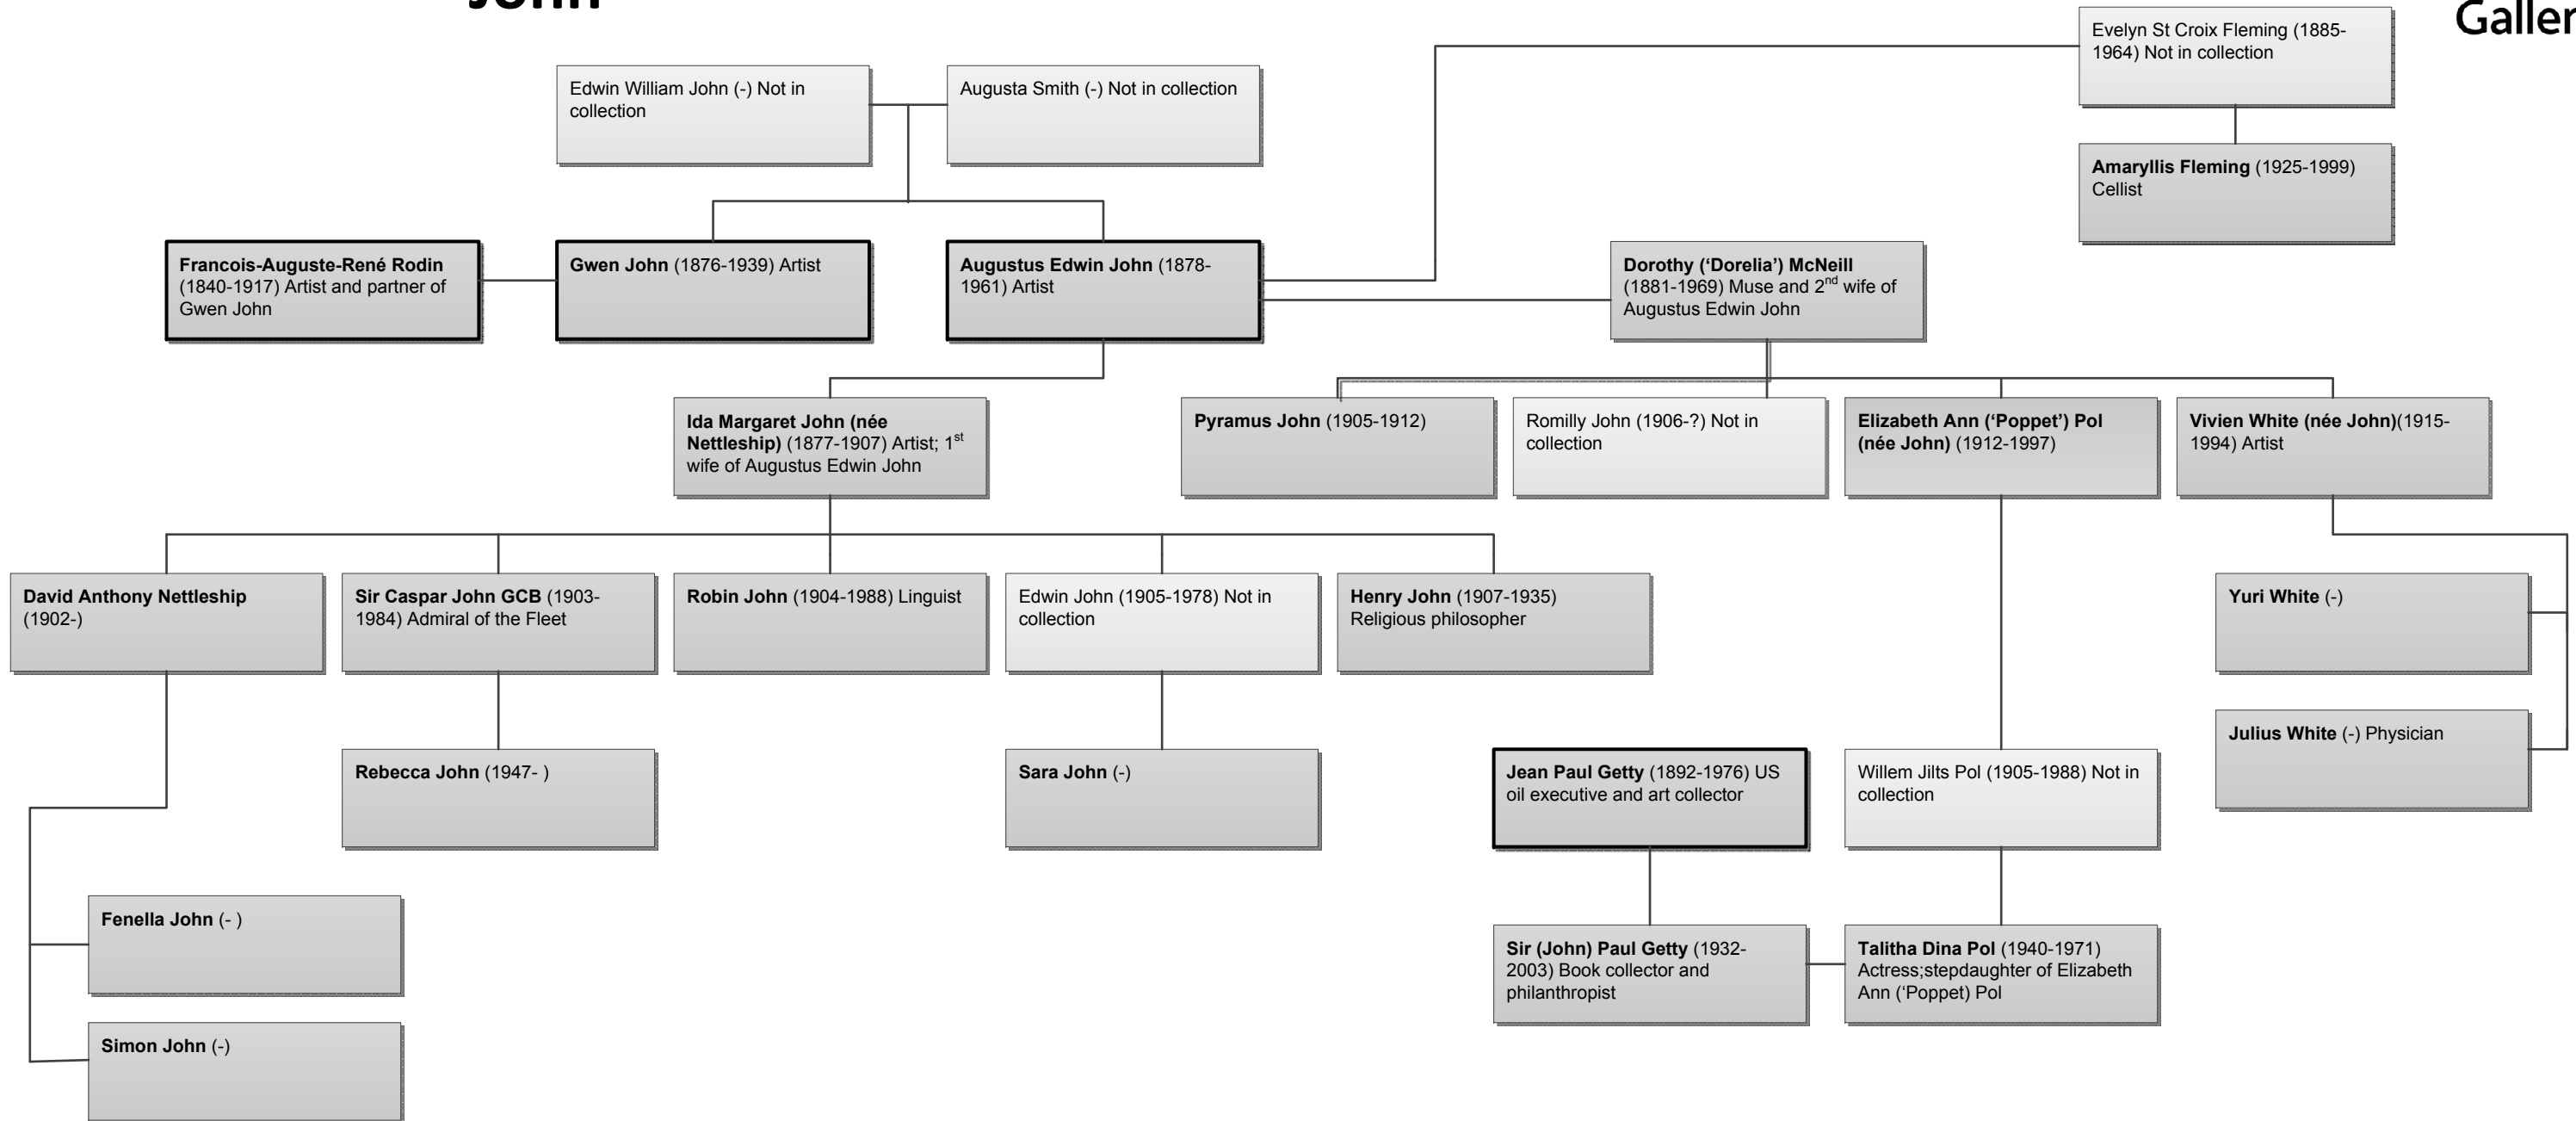 John
Galler
Evelyn St Croix Fleming (1885-
1964) Not in collection
Edwin William John (-) Not in
collection
Augusta Smith (-) Not in collection
Amaryllis Fleming (1925-1999)
Cellist
Francois-Auguste-René Rodin
(1840-1917) Artist and partner of
Gwen John
Gwen John (1876-1939) Artist
Augustus Edwin John (1878-
1961) Artist
Dorothy (‘Dorelia’) McNeill
(1881-1969) Muse and 2nd wife of
Augustus Edwin John
Ida Margaret John (née
Nettleship) (1877-1907) Artist; 1st
wife of Augustus Edwin John
Pyramus John (1905-1912)
Romilly John (1906-?) Not in
collection
Elizabeth Ann (‘Poppet’) Pol
(née John) (1912-1997)
Vivien White (née John)(1915-
1994) Artist
David Anthony Nettleship
(1902-)
Sir Caspar John GCB (1903-
1984) Admiral of the Fleet
Robin John (1904-1988) Linguist
Edwin John (1905-1978) Not in
collection
Henry John (1907-1935)
Religious philosopher
Yuri White (-)
Julius White (-) Physician
Rebecca John (1947- )
Sara John (-)
Jean Paul Getty (1892-1976) US
oil executive and art collector
Willem Jilts Pol (1905-1988) Not in
collection
Fenella John (- )
Sir (John) Paul Getty (1932-
2003) Book collector and
philanthropist
Talitha Dina Pol (1940-1971)
Actress;stepdaughter of Elizabeth
Ann (‘Poppet) Pol
Simon John (-)